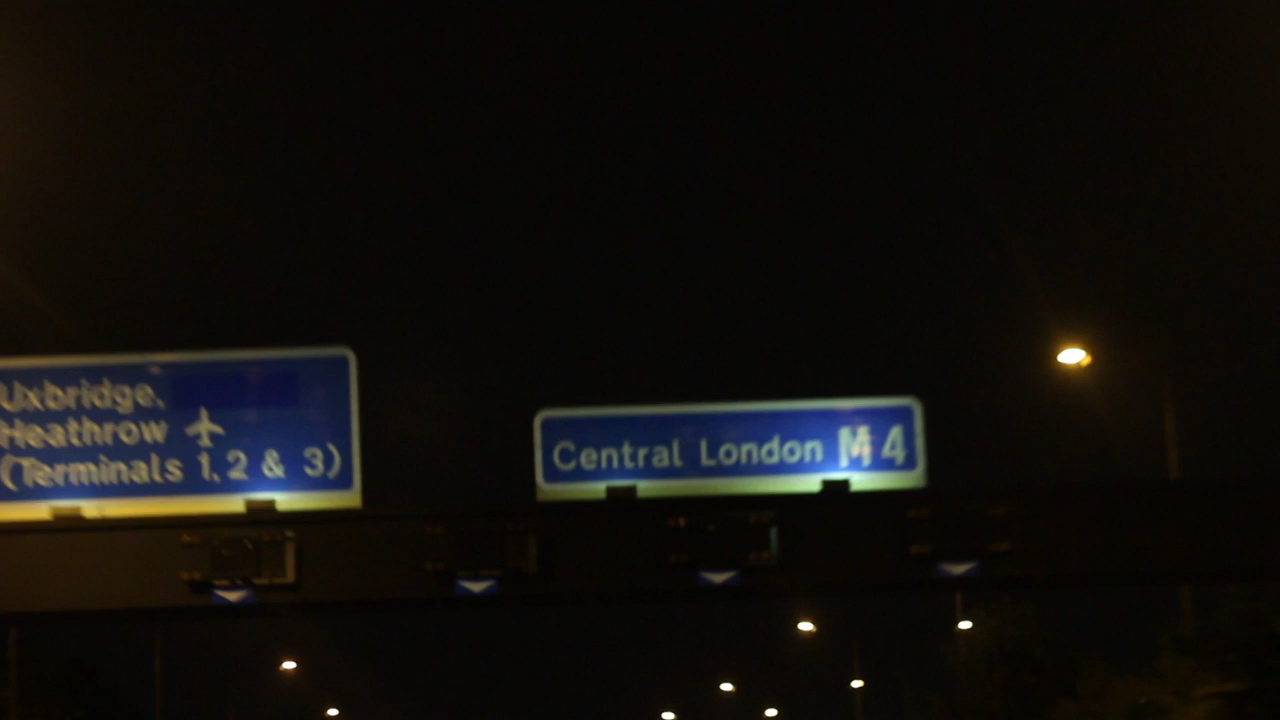 Uxbridge,
Heathrow
(Terminals 1, 2 & 3)
Central London M4